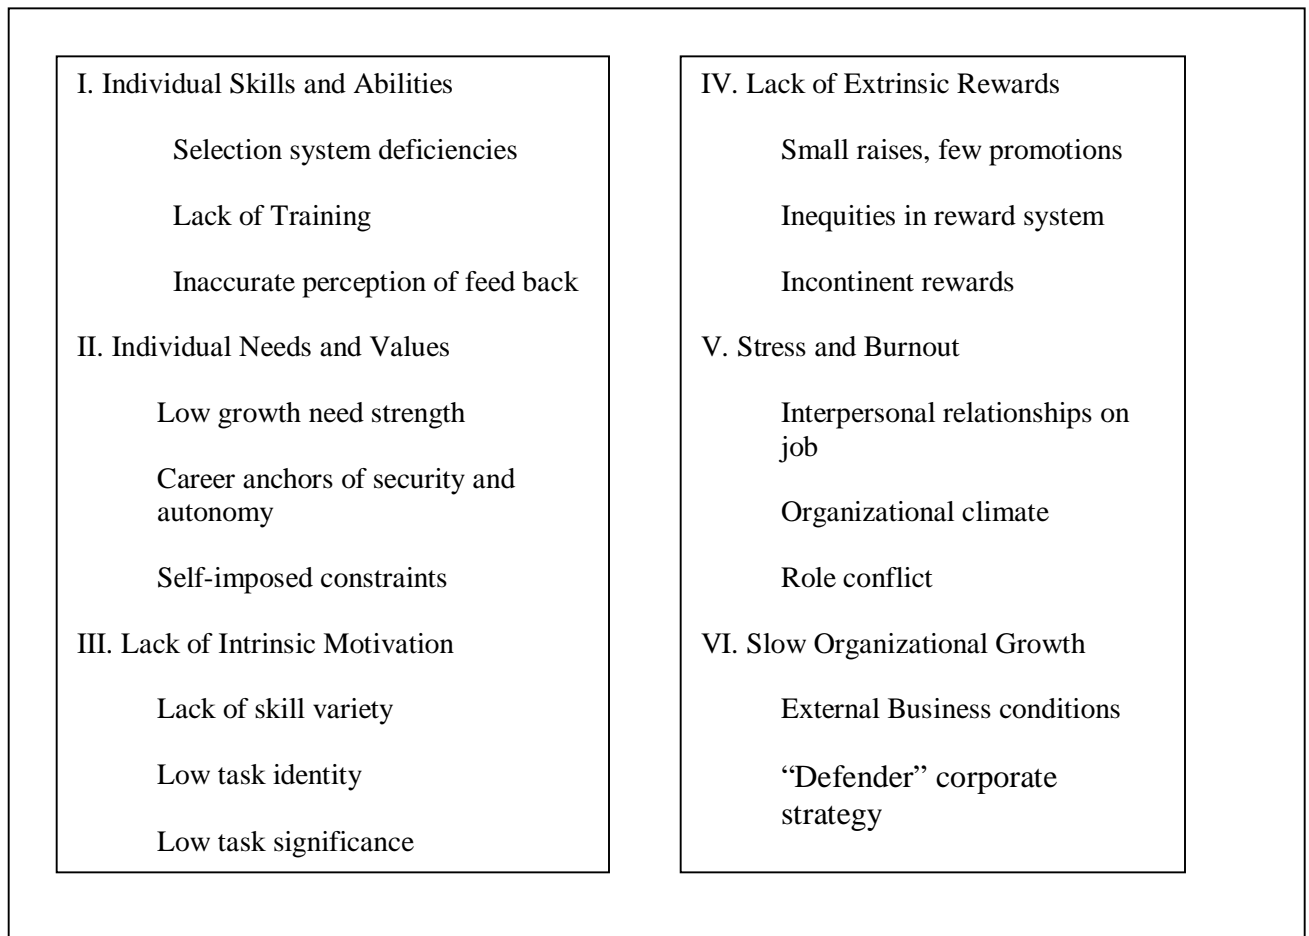 I. Individual Skills and Abilities
Selection system deficiencies
Lack of Training
Inaccurate perception of feed back
II. Individual Needs and Values
Low growth need strength
Career anchors of security and
autonomy
Self-imposed constraints
III. Lack of Intrinsic Motivation
Lack of skill variety
Low task identity
Low task significance
IV. Lack of Extrinsic Rewards
Small raises, few promotions
Inequities in reward system
Incontinent rewards
V. Stress and Burnout
Interpersonal relationships on
job
Organizational climate
Role conflict
VI. Slow Organizational Growth
External Business conditions
“Defender” corporate
strategy